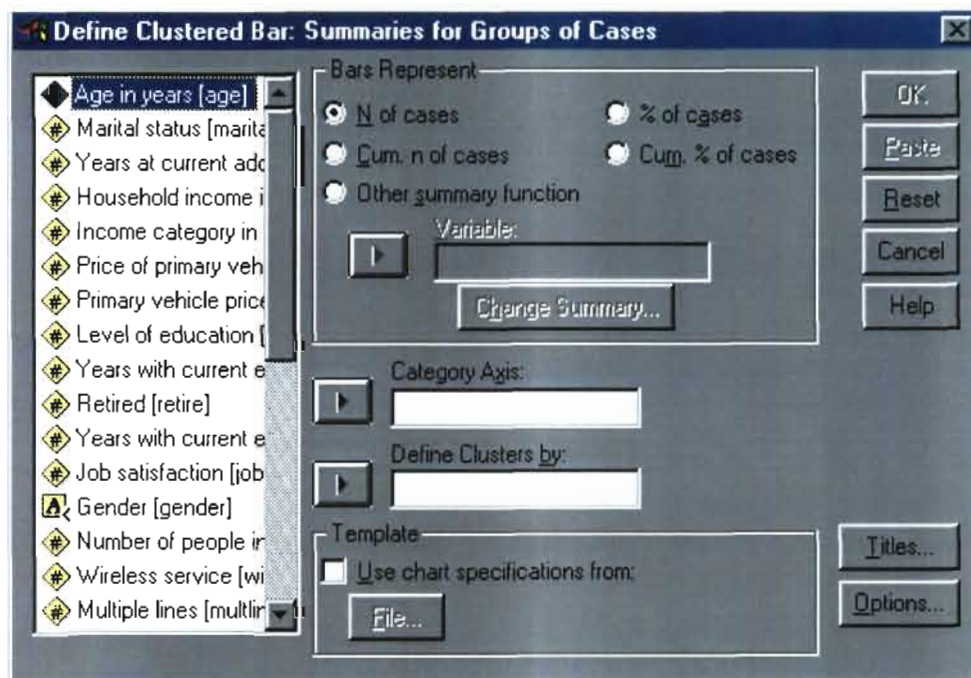 Define Clustered Bar: Summaries for Groups of Cases
Age in years [age]
Marital status [marita
Years at current add
Household income i
Income category in
Price of primary veh
Primary vehicle price
Level of education [
Years with current e
Retired [retire]
Years with current e
Job satisfaction [job
Gender [gender]
Number of people in
Wireless service [wi
Multiple lines [multlin
Bars Represent
N of cases
% of cases
Cum. n of cases
Cum. % of cases
Other summary function
Variable:
Change Summary...
Category Axis:
Define Clusters by:
Template
Use chart specifications from:
File...
OK
Paste
Reset
Cancel
Help
Titles...
Options...